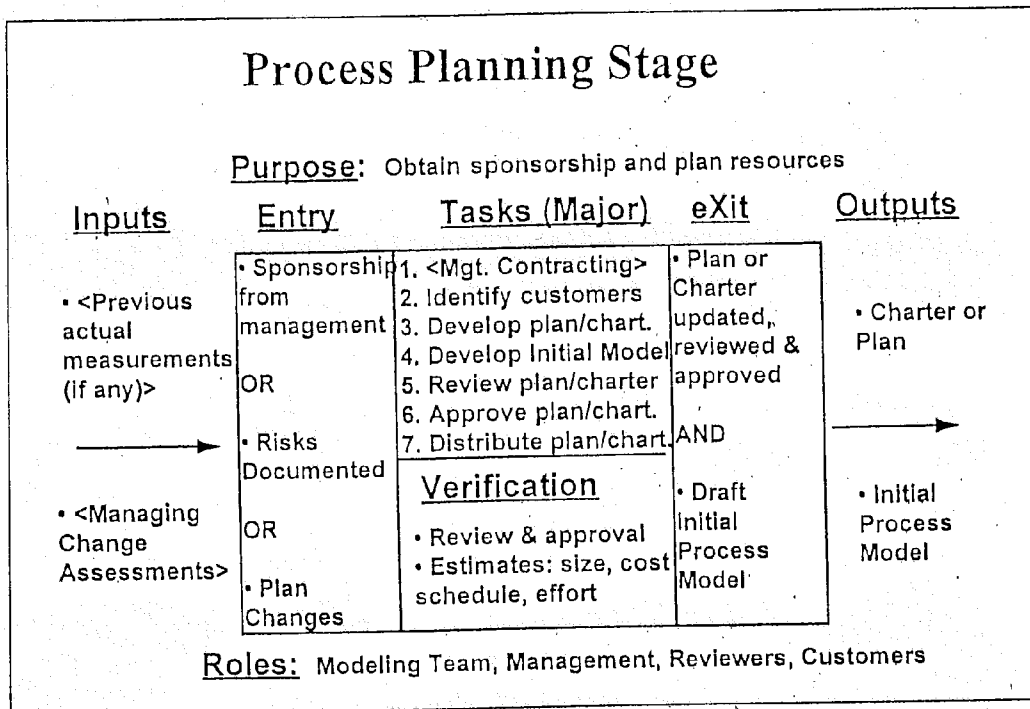 Process Planning Stage
Purpose: Obtain sponsorship and plan resources
Inputs
• <Previous
actual
measurements
(if any)>
• <Managing
Change
Assessments>
Entry
• Sponsorship
from
management
OR
• Risks
Documented
OR
• Plan
Changes
Tasks (Major)
1. <Mgt. Contracting>
2. Identify customers
3. Develop plan/chart.
4. Develop Initial Model
5. Review plan/charter
6. Approve plan/chart.
7. Distribute plan/chart.
Verification
• Review & approval
• Estimates: size, cost
schedule, effort
eXit
• Plan or
Charter
updated,
reviewed &
approved
AND
• Draft
Initial
Process
Model
Outputs
• Charter or
Plan
• Initial
Process
Model
Roles: Modeling Team, Management, Reviewers, Customers